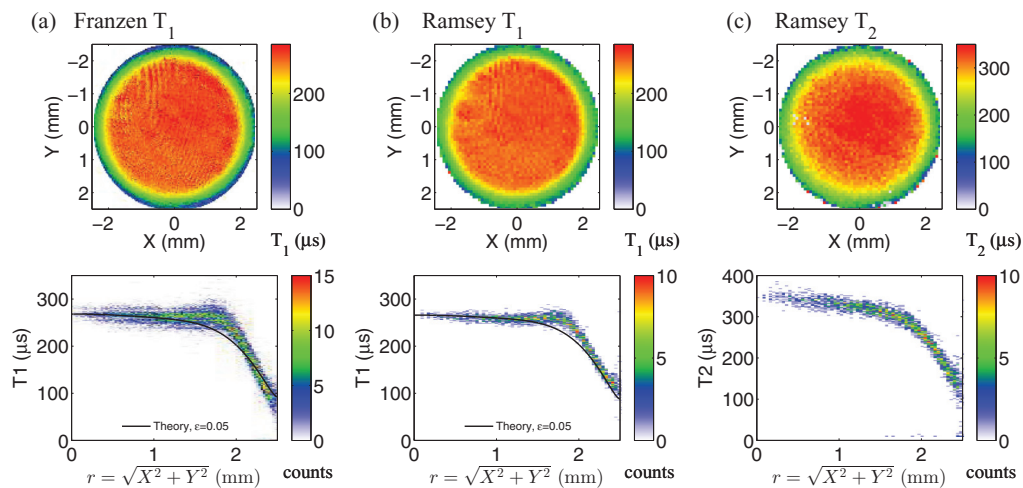 (a) Franzen T1
(b) Ramsey T1
(c) Ramsey T2
−2
−1
0
1
2
Y (mm)
−2 0 2
X (mm)
200
100
0
T1 (μs)
−2
−1
0
1
2
Y (mm)
−2 0 2
X (mm)
200
100
0
T1 (μs)
−2
−1
0
1
2
Y (mm)
−2 0 2
X (mm)
350
300
250
200
150
100
50
0
T2 (μs)
300
200
100
0
T1 (μs)
Theory, ε=0.05
0 1 2
r = √X² + Y² (mm)
15
10
5
0
counts
300
200
100
0
T1 (μs)
Theory, ε=0.05
0 1 2
r = √X² + Y² (mm)
10
5
0
counts
400
300
200
100
0
T2 (μs)
0 1 2
r = √X² + Y² (mm)
10
5
0
counts